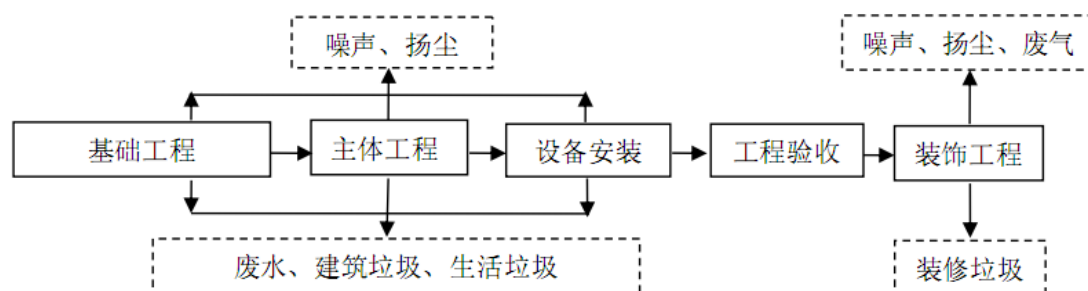 噪声、扬尘
噪声、扬尘、废气
基础工程
主体工程
设备安装
工程验收
装饰工程
废水、建筑垃圾、生活垃圾
装修垃圾